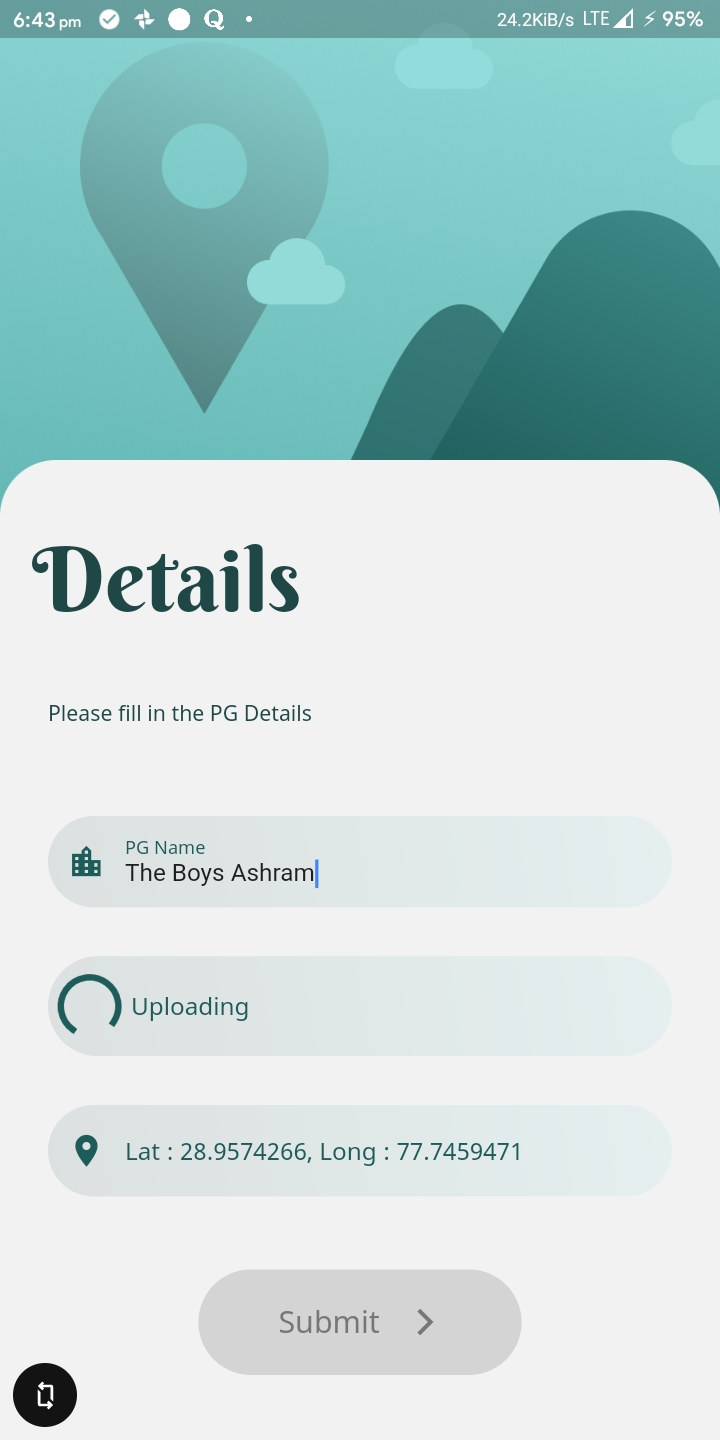 6:43 pm Q 24.2KiB/s LTE 95%
Details
Please fill in the PG Details
PG Name
The Boys Ashram
Uploading
Lat : 28.9574266, Long : 77.7459471
Submit